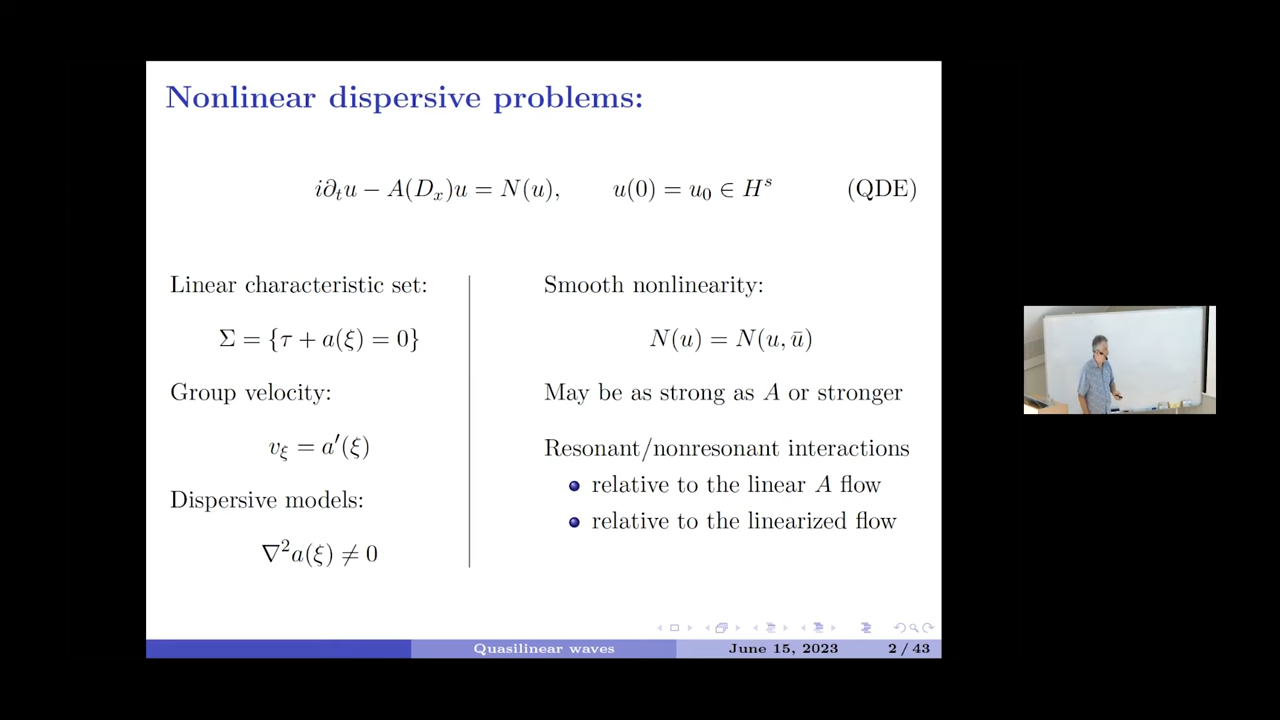 Nonlinear dispersive problems:
i∂ₜu − A(Dₓ)u = N(u), u(0) = u₀ ∈ Hˢ (QDE)
Linear characteristic set:
Σ = {τ + a(ξ) = 0}
Group velocity:
v_ξ = a′(ξ)
Dispersive models:
∇²a(ξ) ≠ 0
Smooth nonlinearity:
N(u) = N(u, ū)
May be as strong as A or stronger
Resonant/nonresonant interactions
relative to the linear A flow
relative to the linearized flow
Quasilinear waves June 15, 2023 2 / 43